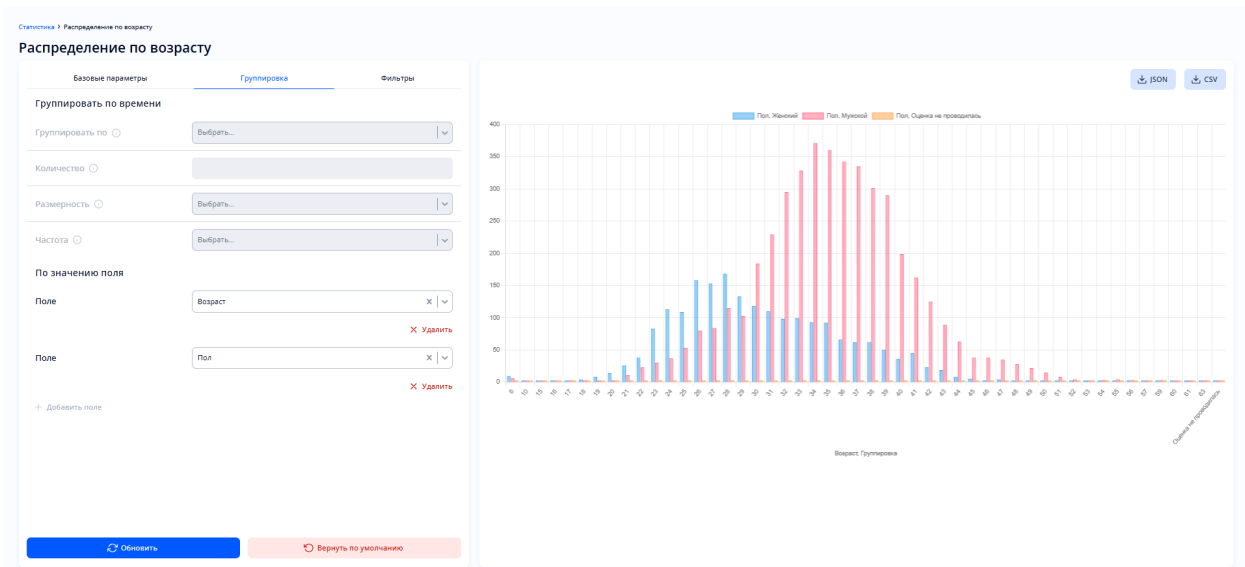 Статистика > Распределение по возрасту
Распределение по возрасту
Базовые параметры Группировка Фильтры
Группировать по времени
Группировать по Выбрать...
Количество
Размерность Выбрать...
Частота Выбрать...
По значению поля
Поле Возраст
Удалить
Поле Пол
Удалить
+ Добавить поле
Обновить Вернуть по умолчанию
JSON CSV
Пол, Женский Пол, Мужской Пол, Оценка не проводилась
400
350
300
250
200
150
100
50
0
10 15 16 17 18 19 20 21 22 23 24 25 26 27 28 29 30 31 32 33 34 35 36 37 38 39 40 41 42 43 44 45 46 47 48 49 50 51 52 53 54 55 56 57 59 60 61 63 Оценка не проводилась
Возраст, Группировка